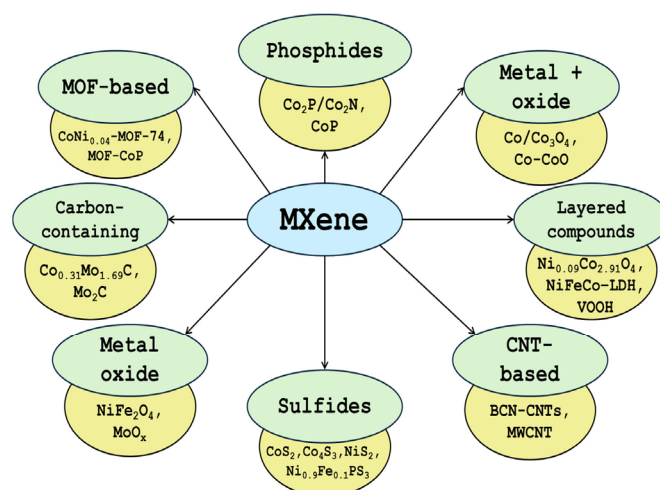 Phosphides
Co₂P/Co₂N,
CoP
MOF-based
CoNi₀.₀₄-MOF-74,
MOF-CoP
Metal +
oxide
Co/Co₃O₄,
Co-CoO
MXene
Carbon-
containing
Co₀.₃₁Mo₁.₆₉C,
Mo₂C
Layered
compounds
Ni₀.₀₉Co₂.₉₁O₄,
NiFeCo-LDH,
VOOH
Metal
oxide
NiFe₂O₄,
MoOₓ
Sulfides
CoS₂,Co₄S₃,NiS₂,
Ni₀.₉Fe₀.₁PS₃
CNT-
based
BCN-CNTs,
MWCNT